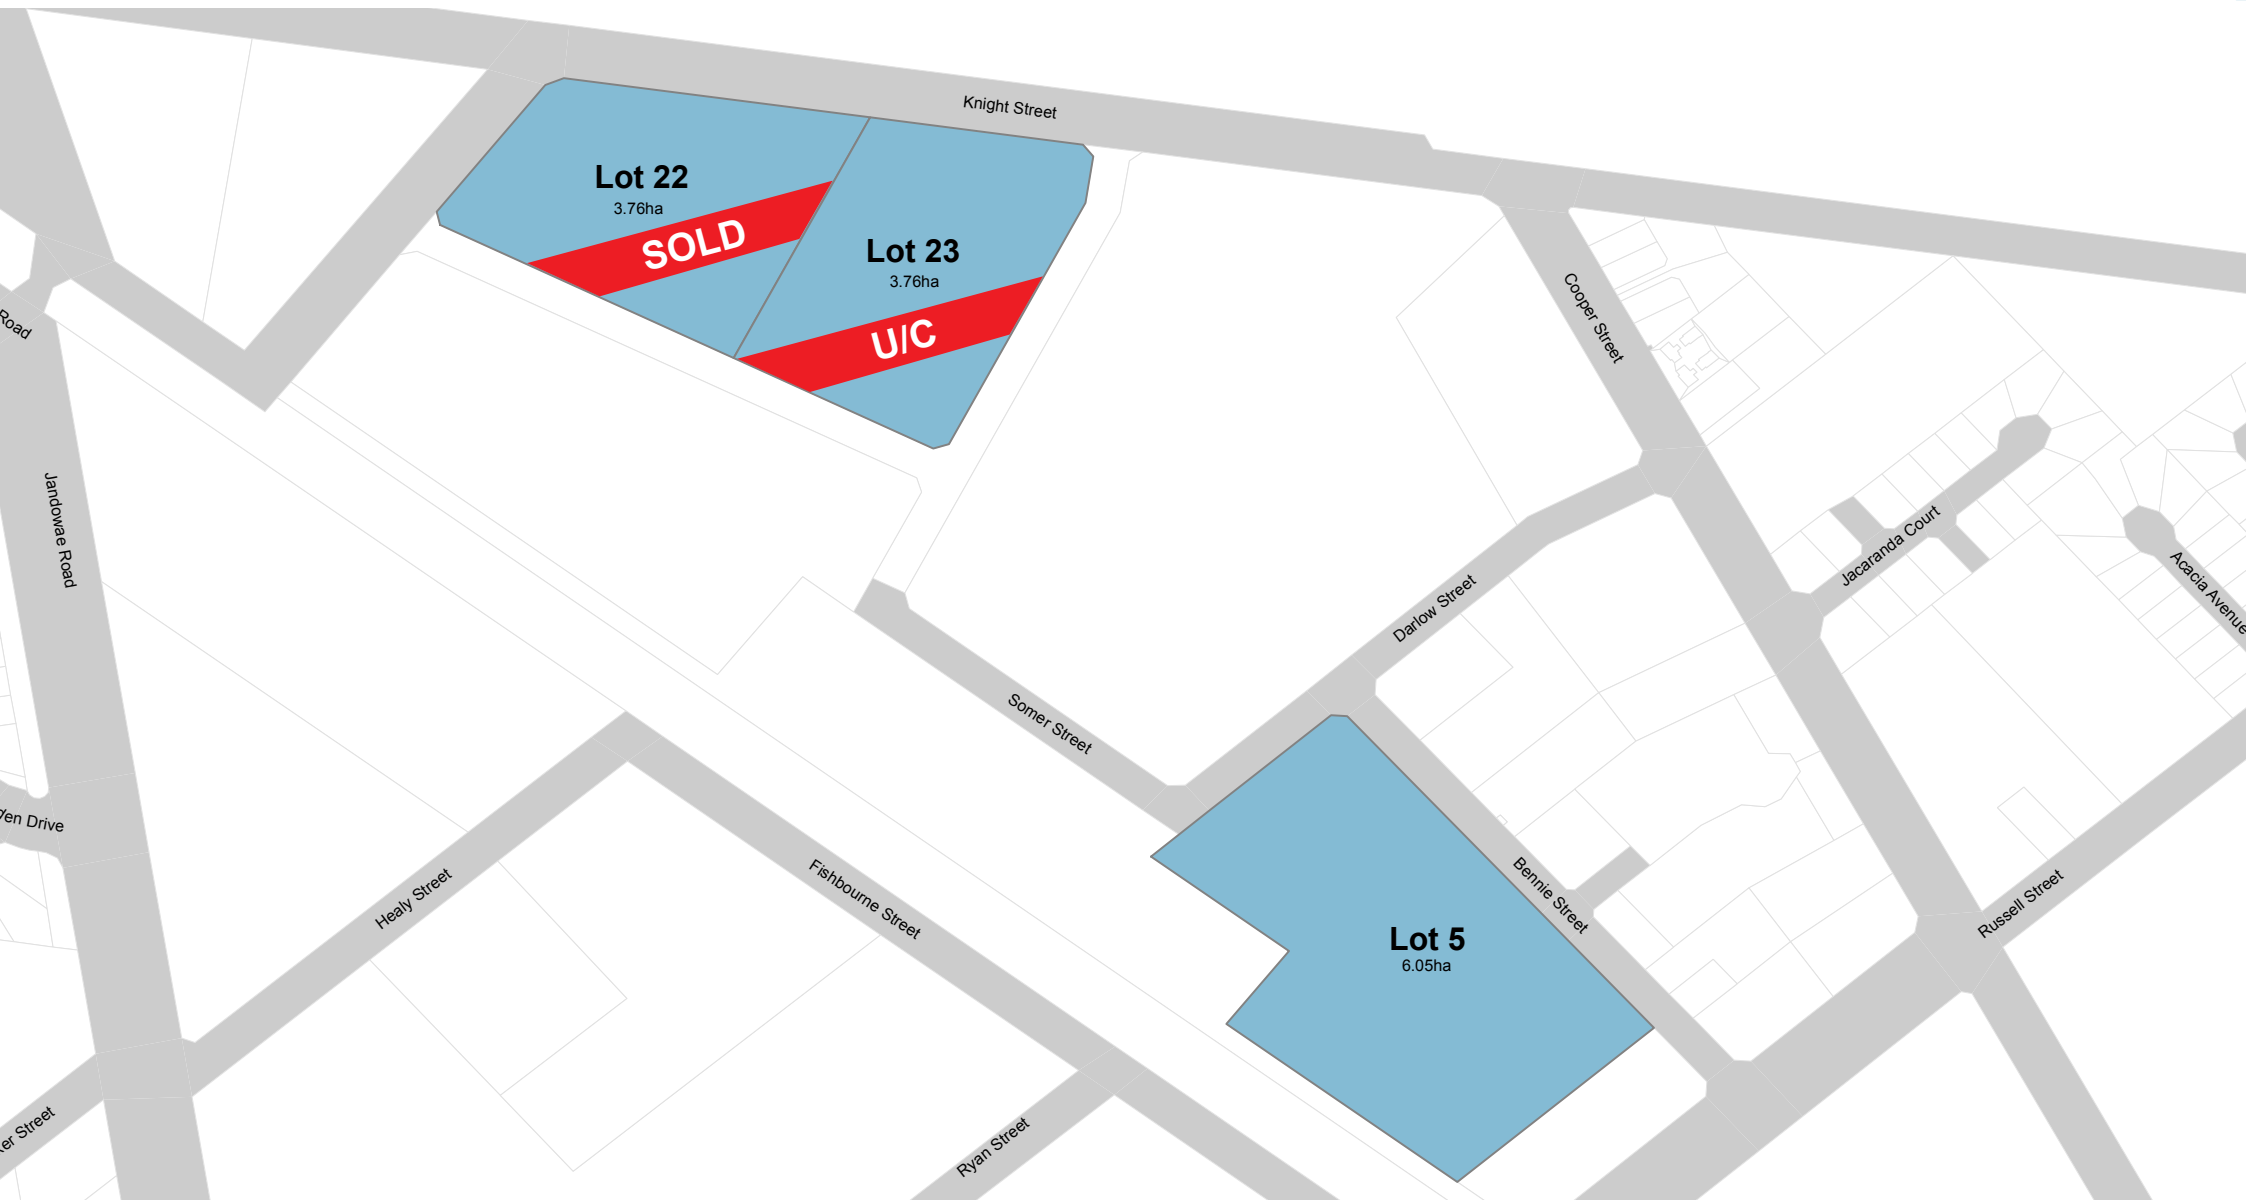 Knight Street
Lot 22
3.76ha
SOLD
Lot 23
3.76ha
U/C
Cooper Street
Road
Jandowae Road
Jacaranda Court
Acacia Avenue
Darlow Street
Somer Street
Drive
Healy Street
Fishbourne Street
Bennie Street
Russell Street
Lot 5
6.05ha
Street
Ryan Street